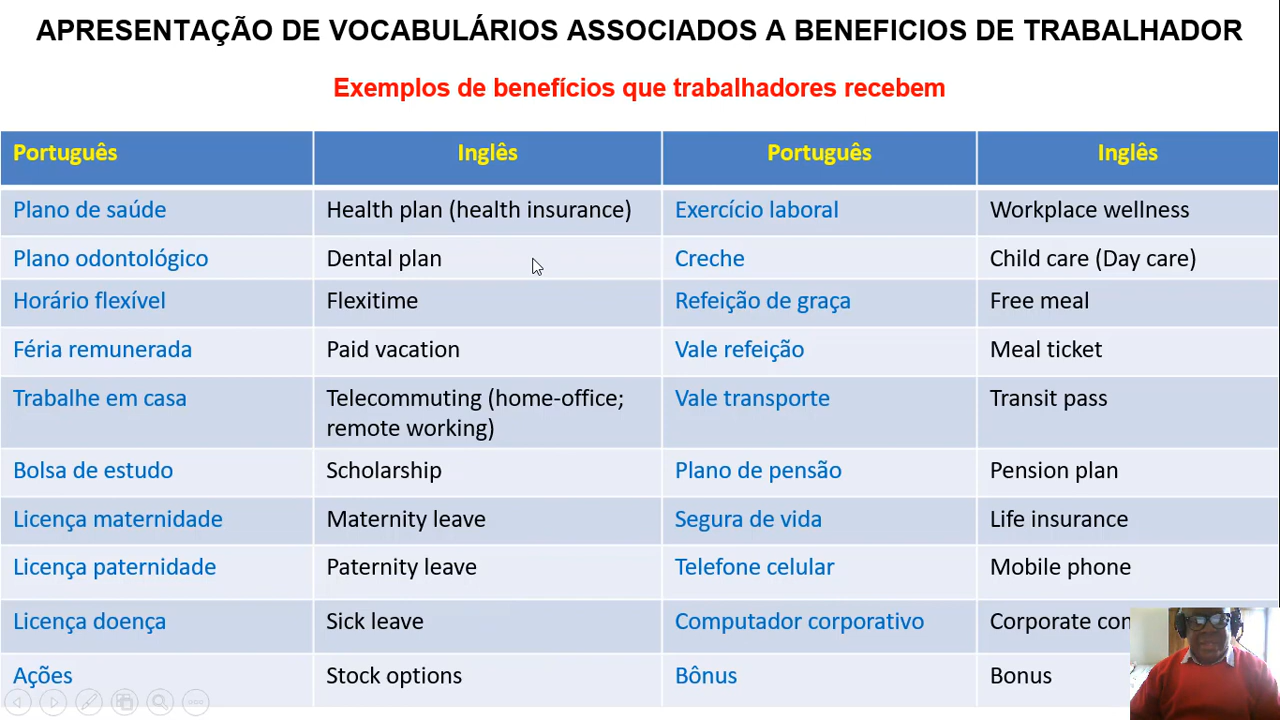 APRESENTAÇÃO DE VOCABULÁRIOS ASSOCIADOS A BENEFICIOS DE TRABALHADOR
Exemplos de benefícios que trabalhadores recebem
Português Inglês Português Inglês
Plano de saúde Health plan (health insurance) Exercício laboral Workplace wellness
Plano odontológico Dental plan Creche Child care (Day care)
Horário flexível Flexitime Refeição de graça Free meal
Féria remunerada Paid vacation Vale refeição Meal ticket
Trabalhe em casa Telecommuting (home-office; Vale transporte Transit pass
remote working)
Bolsa de estudo Scholarship Plano de pensão Pension plan
Licença maternidade Maternity leave Segura de vida Life insurance
Licença paternidade Paternity leave Telefone celular Mobile phone
Licença doença Sick leave Computador corporativo Corporate
Ações Stock options Bônus Bonus